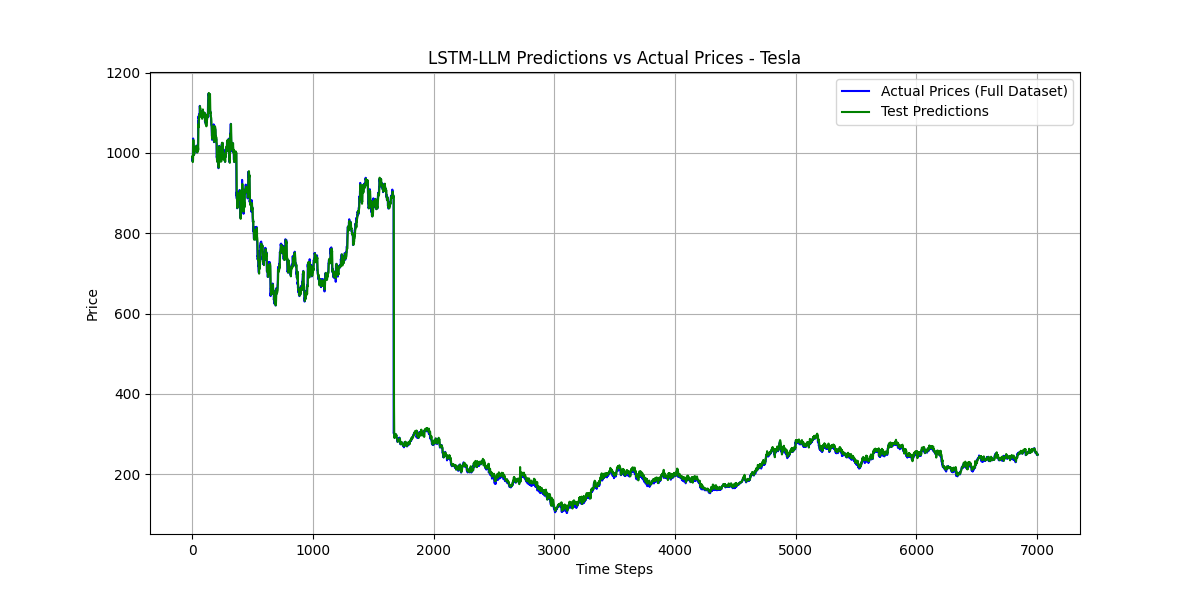 LSTM-LLM Predictions vs Actual Prices - Tesla
Actual Prices (Full Dataset)
Test Predictions
Price
1200
1000
800
600
400
200
0
1000
2000
3000
4000
5000
6000
7000
Time Steps